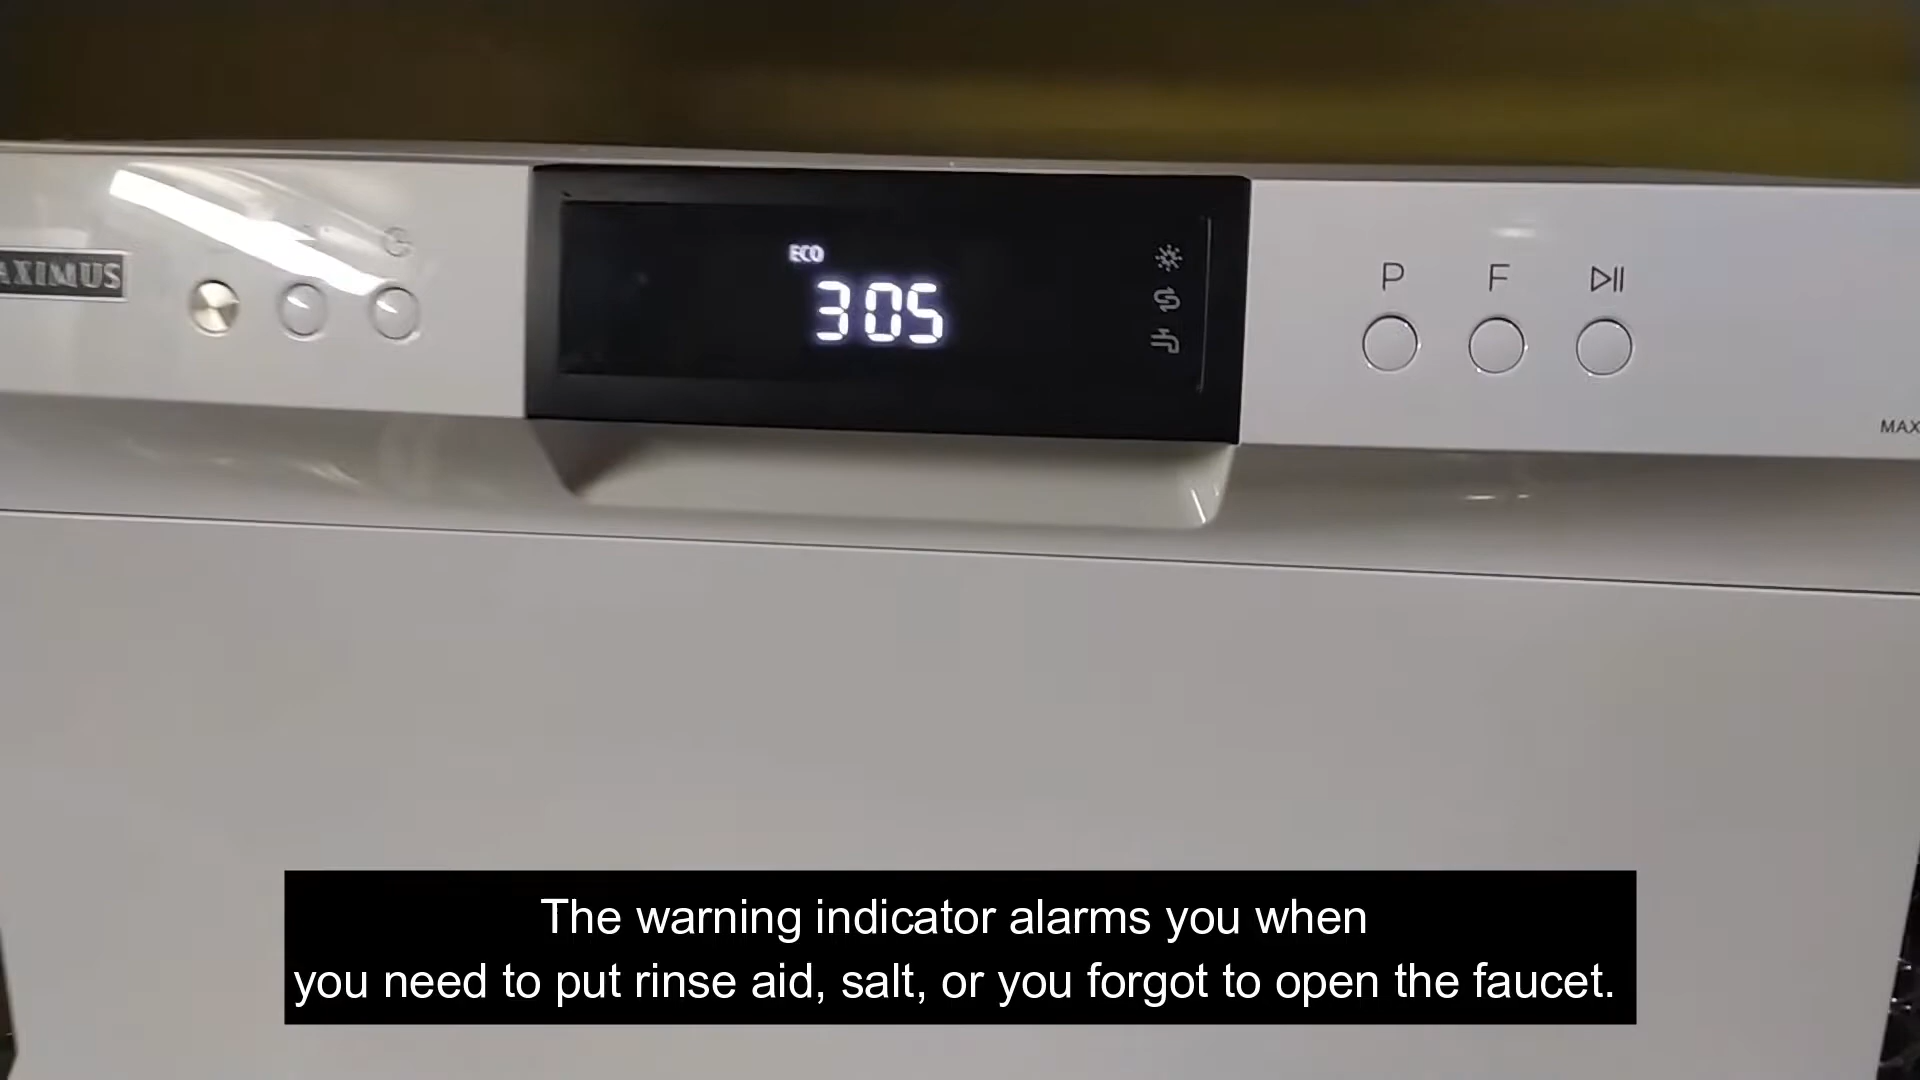 AXIMUS
ECO
305
P
F
MAX
The warning indicator alarms you when
you need to put rinse aid, salt, or you forgot to open the faucet.